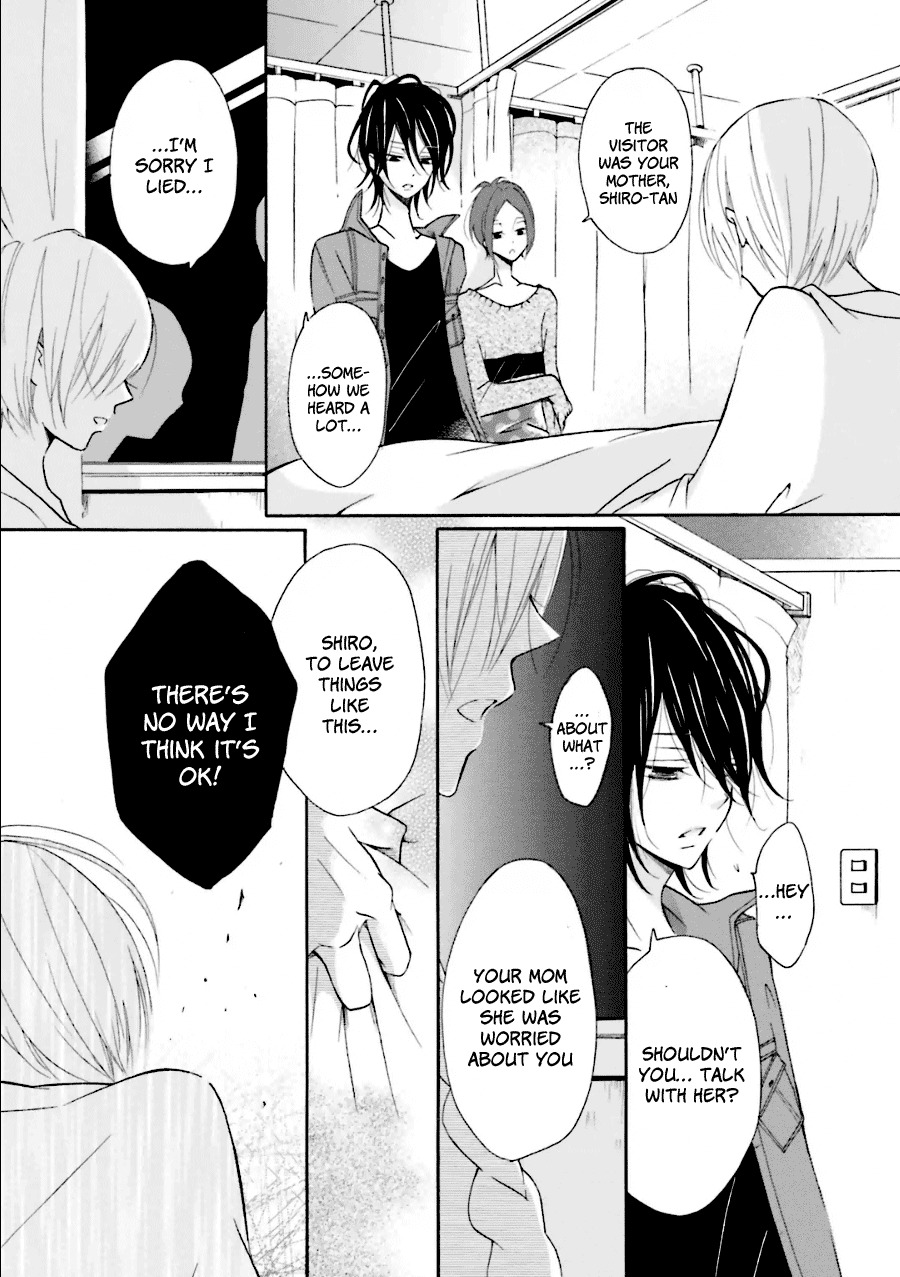 THE
VISITOR
WAS YOUR
MOTHER,
SHIRO-TAN
...SOME-
HOW WE
HEARD A
LOT...
...I'M
SORRY I
LIED...
...HEY
...
SHOULDN'T
YOU... TALK
WITH HER?
...
ABOUT
WHAT
...?
YOUR MOM
LOOKED LIKE
SHE WAS
WORRIED
ABOUT YOU
SHIRO,
TO LEAVE
THINGS
LIKE
THIS...
THERE'S
NO WAY I
THINK IT'S
OK!